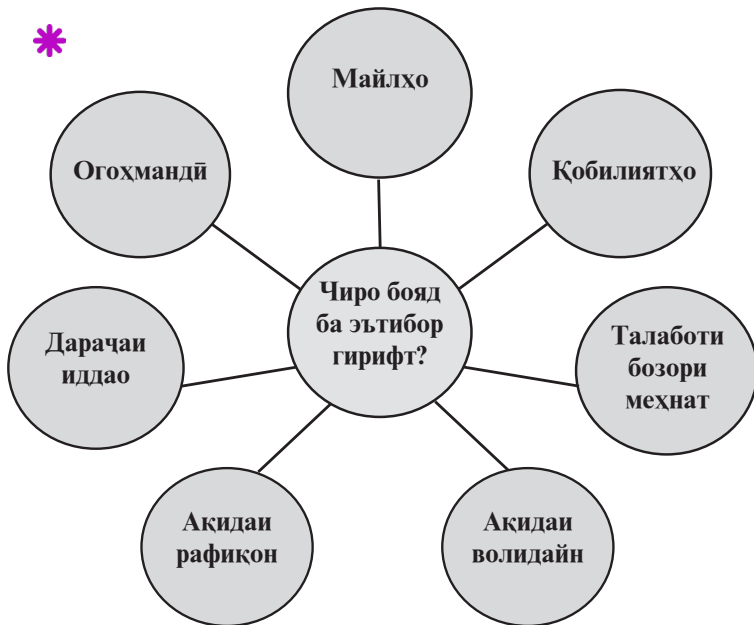 Майлҳо
Огоҳмандӣ
Қобилиятҳо
Чиро бояд
ба эътибор
гирифт?
Дараҷаи
иддао
Талаботи
бозори
меҳнат
Ақидаи
рафиқон
Ақидаи
волидайн